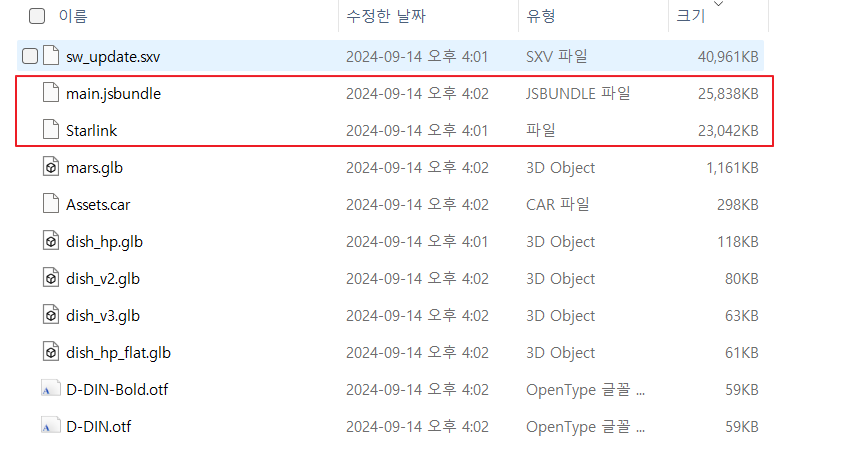 이름 수정한 날짜 유형 크기
sw_update.sxv 2024-09-14 오후 4:01 SXV 파일 40,961KB
main.jsbundle 2024-09-14 오후 4:02 JSBUNDLE 파일 25,838KB
Starlink 2024-09-14 오후 4:01 파일 23,042KB
mars.glb 2024-09-14 오후 4:02 3D Object 1,161KB
Assets.car 2024-09-14 오후 4:02 CAR 파일 298KB
dish_hp.glb 2024-09-14 오후 4:01 3D Object 118KB
dish_v2.glb 2024-09-14 오후 4:02 3D Object 80KB
dish_v3.glb 2024-09-14 오후 4:02 3D Object 63KB
dish_hp_flat.glb 2024-09-14 오후 4:02 3D Object 61KB
D-DIN-Bold.otf 2024-09-14 오후 4:02 OpenType 글꼴 ... 59KB
D-DIN.otf 2024-09-14 오후 4:02 OpenType 글꼴 ... 59KB